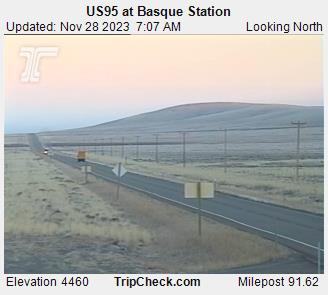 US95 at Basque Station
Updated: Nov 28 2023 7:07 AM Looking North
Elevation 4460 TripCheck.com Milepost 91.62